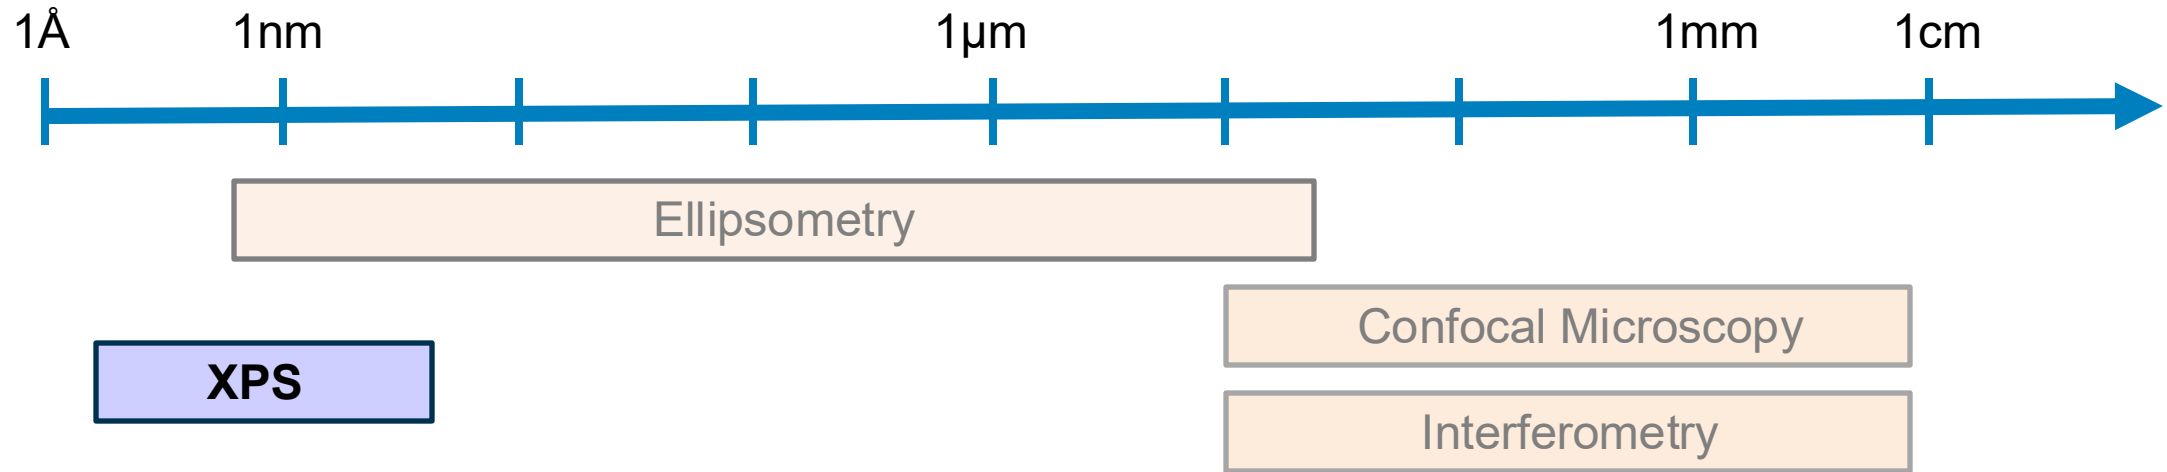 1Å 1nm 1µm 1mm 1cm
Ellipsometry
Confocal Microscopy
XPS
Interferometry